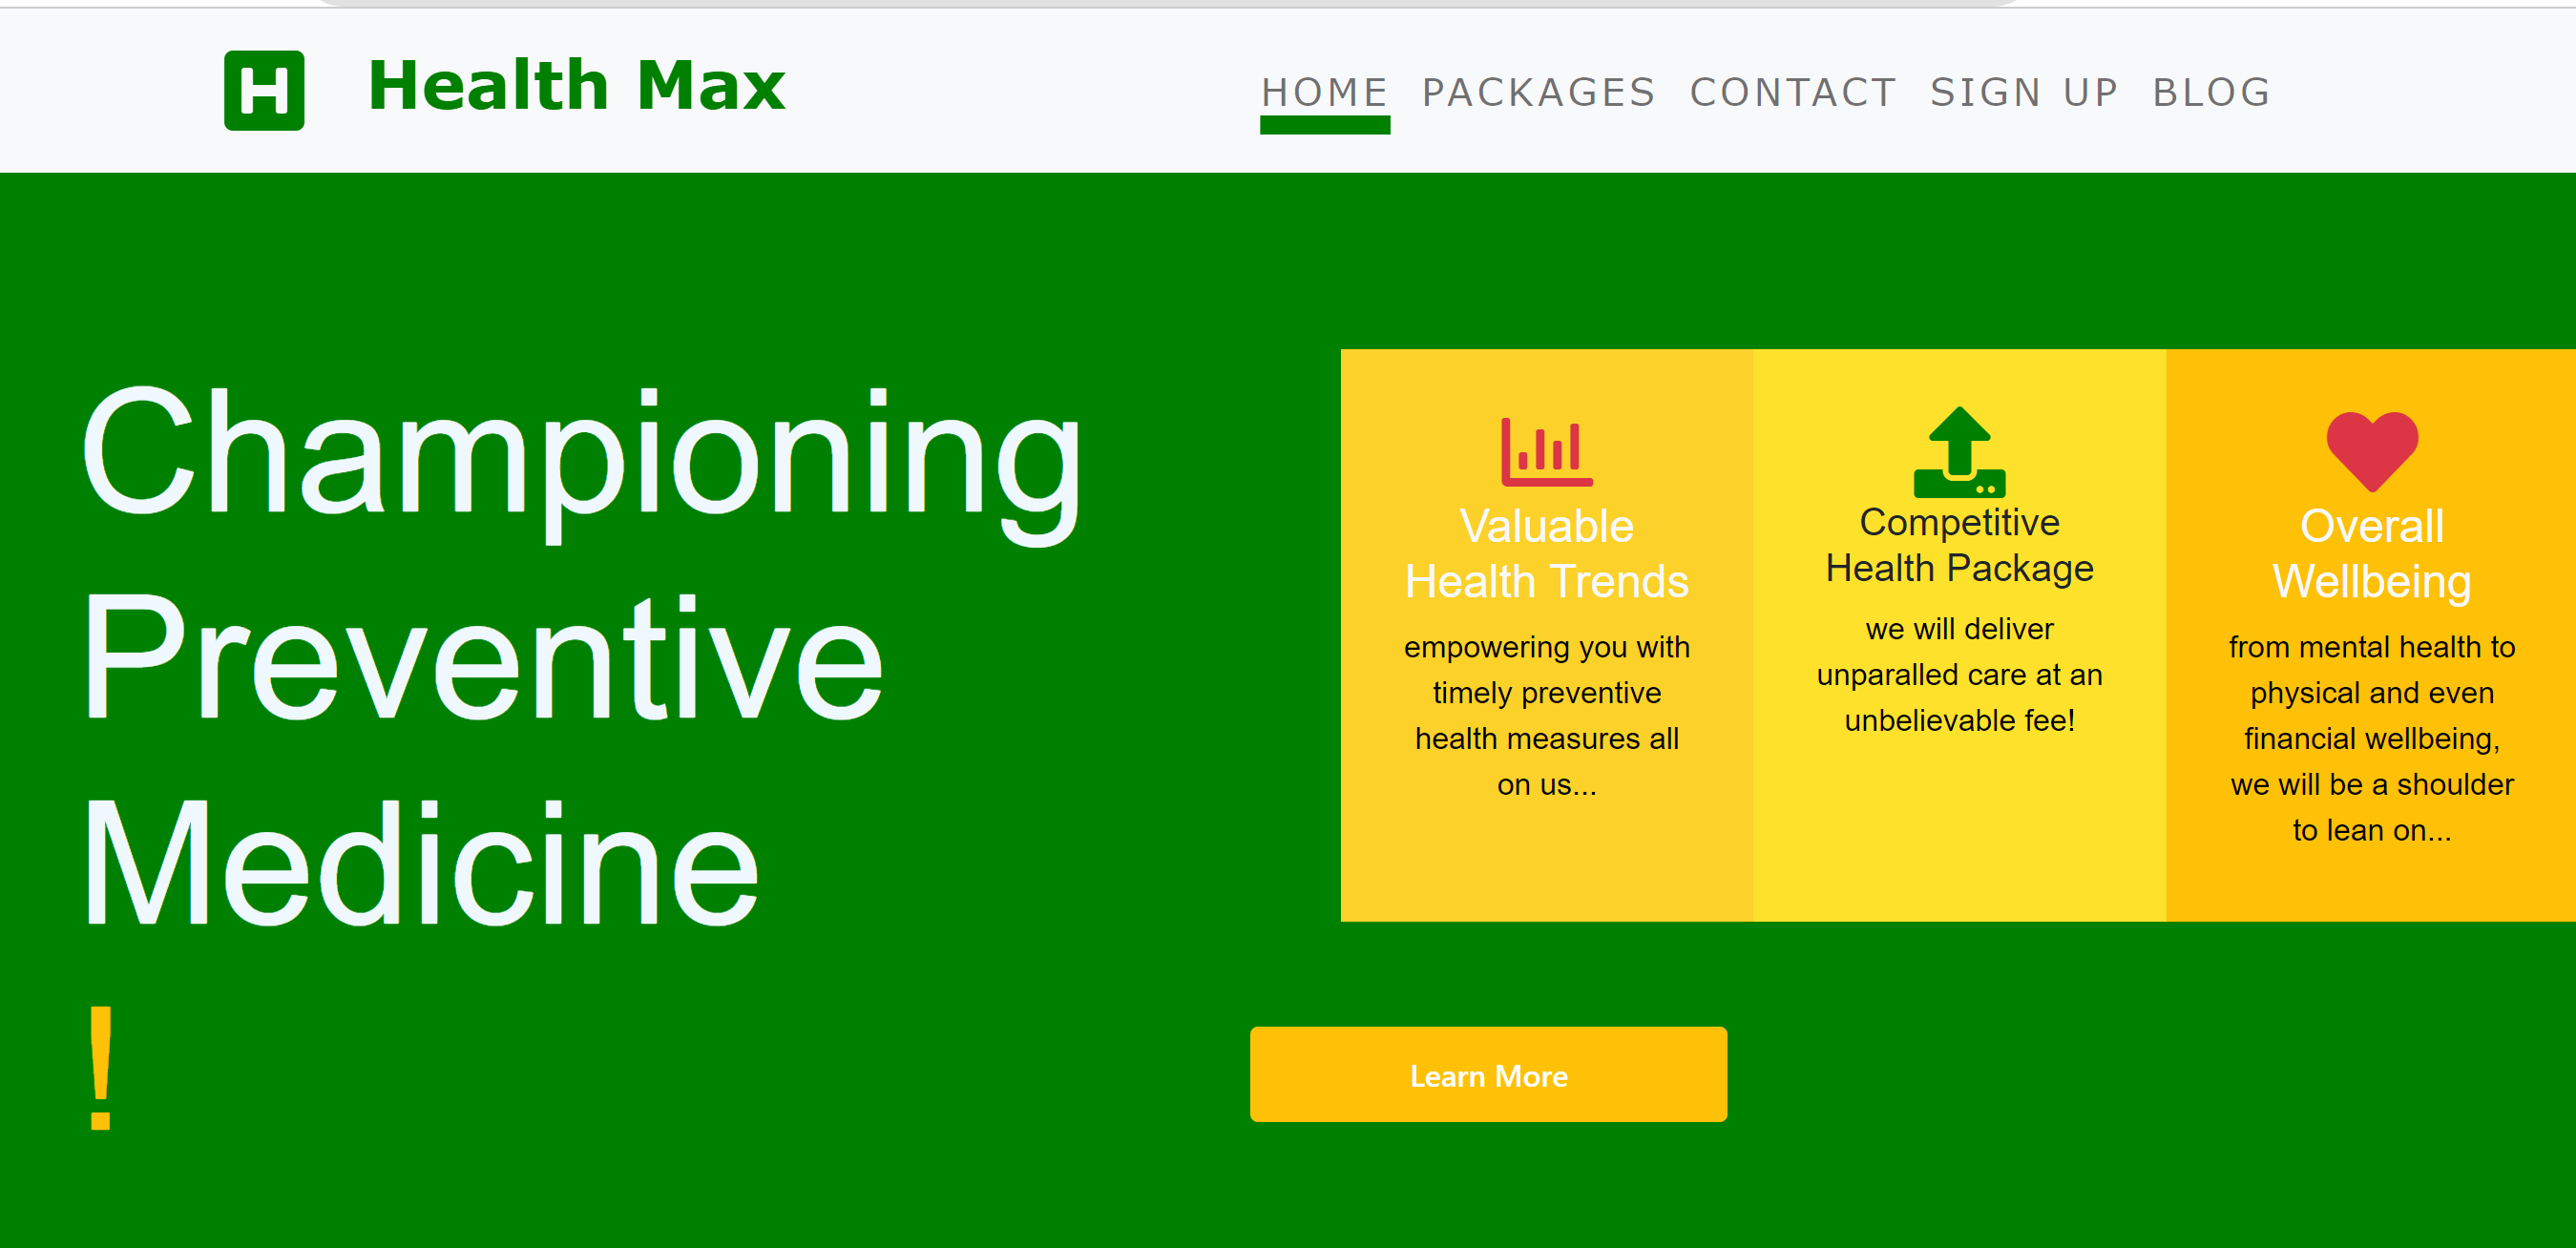 H Health Max
HOME PACKAGES CONTACT SIGN UP BLOG
Championing
Preventive
Medicine
!
Valuable
Health Trends
empowering you with
timely preventive
health measures all
on us...
Competitive
Health Package
we will deliver
unparalled care at an
unbelievable fee!
Overall
Wellbeing
from mental health to
physical and even
financial wellbeing,
we will be a shoulder
to lean on...
Learn More